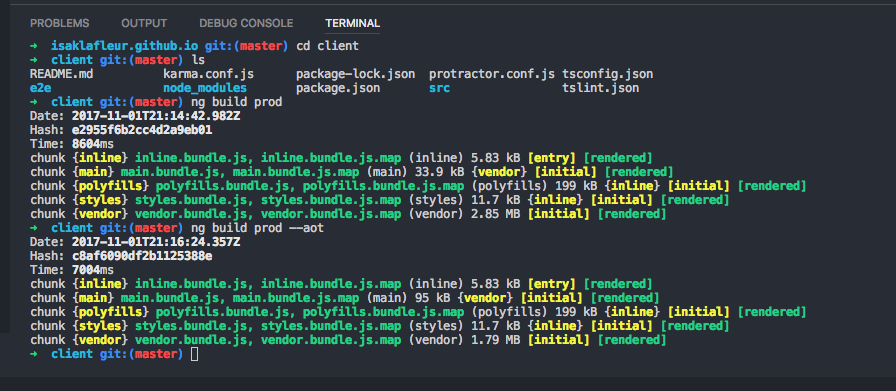 PROBLEMS OUTPUT DEBUG CONSOLE TERMINAL
➜ isaklafleur.github.io git:(master) cd client
➜ client git:(master) ls
README.md karma.conf.js package-lock.json protractor.conf.js tsconfig.json
e2e node_modules package.json src tslint.json
➜ client git:(master) ng build prod
Date: 2017-11-01T21:14:42.982Z
Hash: e2955f6b2cc4d2a9eb01
Time: 8604ms
chunk {inline} inline.bundle.js, inline.bundle.js.map (inline) 5.83 kB [entry] [rendered]
chunk {main} main.bundle.js, main.bundle.js.map (main) 33.9 kB {vendor} [initial] [rendered]
chunk {polyfills} polyfills.bundle.js, polyfills.bundle.js.map (polyfills) 199 kB {inline} [initial] [rendered]
chunk {styles} styles.bundle.js, styles.bundle.js.map (styles) 11.7 kB {inline} [initial] [rendered]
chunk {vendor} vendor.bundle.js, vendor.bundle.js.map (vendor) 2.85 MB [initial] [rendered]
➜ client git:(master) ng build prod --aot
Date: 2017-11-01T21:16:24.357Z
Hash: c8af6090df2b1125388e
Time: 7004ms
chunk {inline} inline.bundle.js, inline.bundle.js.map (inline) 5.83 kB [entry] [rendered]
chunk {main} main.bundle.js, main.bundle.js.map (main) 95 kB {vendor} [initial] [rendered]
chunk {polyfills} polyfills.bundle.js, polyfills.bundle.js.map (polyfills) 199 kB {inline} [initial] [rendered]
chunk {styles} styles.bundle.js, styles.bundle.js.map (styles) 11.7 kB {inline} [initial] [rendered]
chunk {vendor} vendor.bundle.js, vendor.bundle.js.map (vendor) 1.79 MB [initial] [rendered]
➜ client git:(master)